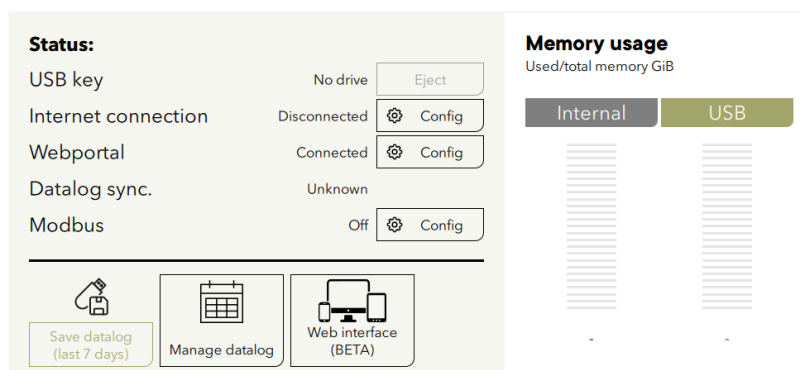 Status:
USB key No drive Eject
Internet connection Disconnected Config
Webportal Connected Config
Datalog sync. Unknown
Modbus Off Config
Save datalog
(last 7 days)
Manage datalog
Web interface
(BETA)
Memory usage
Used/total memory GiB
Internal USB
- -